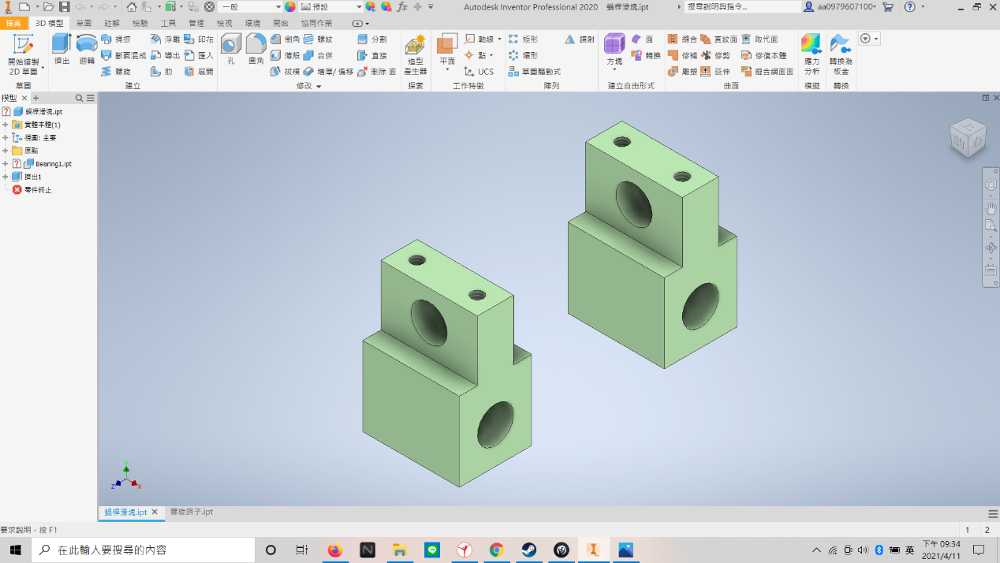 一般 預設 Autodesk Inventor Professional 2020 蝸桿滑塊.ipt 搜尋說明與指令... aa0979607100
檔案 3D 模型 草圖 註解 檢驗 工具 管理 檢視 環境 開始 協同作業
開始繪製
2D 草圖
草圖
擠出 迴轉
掃掠 浮雕 印花
斷面混成 導出 匯入
螺旋 肋 展開
建立
孔 圓角
倒角 螺紋 分割
薄殼 合併 直接
拔模 增厚/偏移 刪除 面
修改
造型
產生器
探索
平面
動線
點
UCS
工作特徵
矩形 鏡射
環形
草圖驅動式
陣列
方塊 面
轉換
建立自由形式
縫合 直紋面 取代面
修補 修剪 修復本體
雕塑 延伸 擬合網面面
曲面
應力
分析
模擬
轉換為
板金
轉換
模型
蝸桿滑塊.ipt
實體本體(1)
視圖: 主要
原點
Bearing1.ipt
擠出1
零件終止
Y
Z
X
蝸桿滑塊.ipt 螺旋鉤子.ipt
要求說明，按 F1 1 2
在此輸入要搜尋的內容 英 下午 09:34
2021/4/11